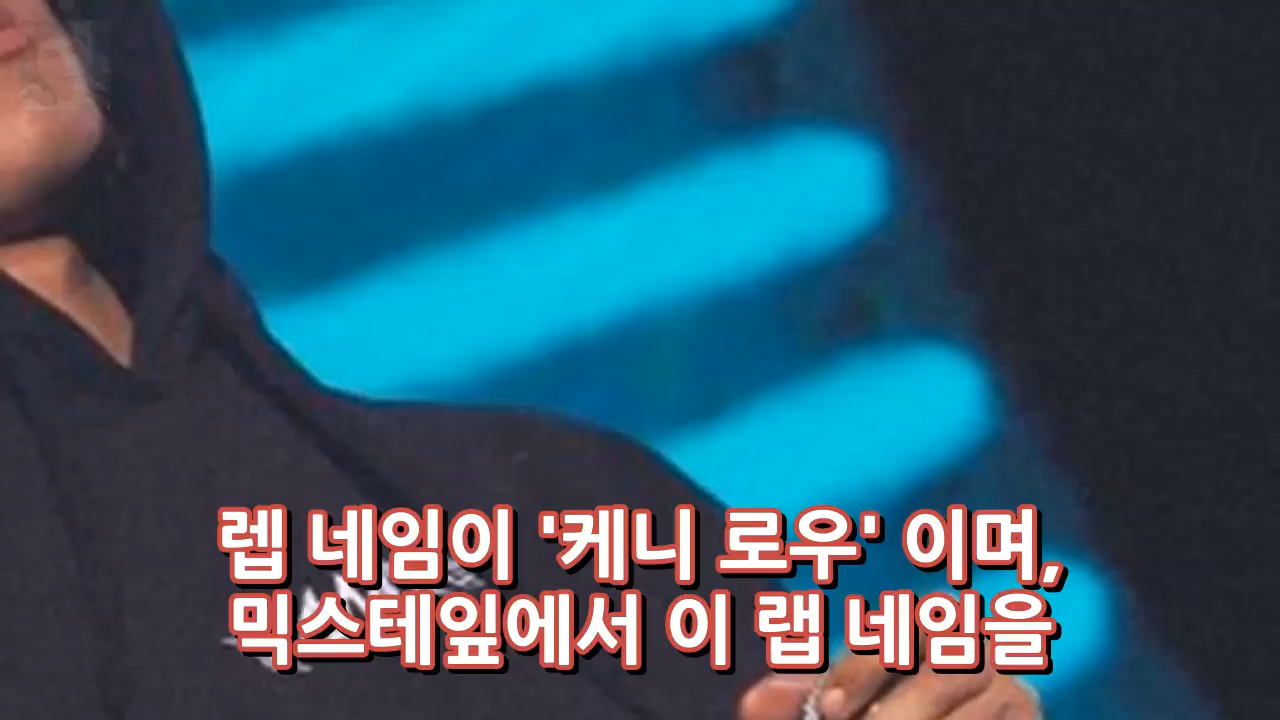 렙 네임이 '케니 로우' 이며,
믹스테잎에서 이 랩 네임을